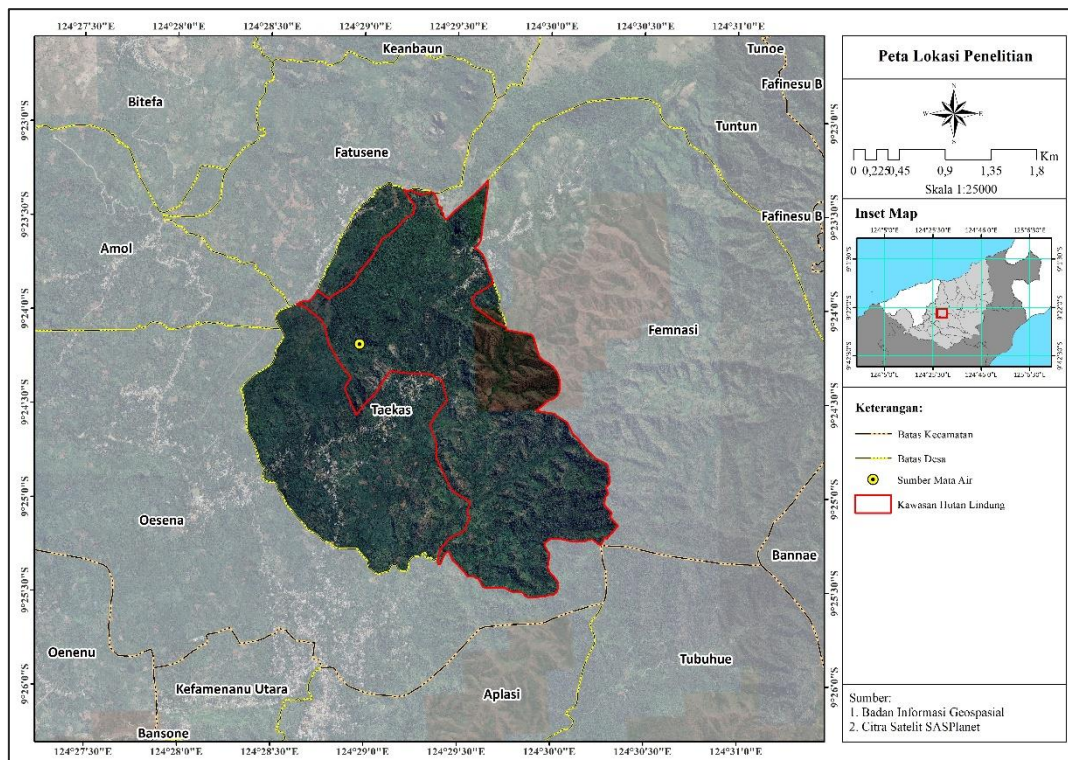 124°27'30"E 124°28'0"E 124°28'30"E 124°29'0"E 124°29'30"E 124°30'0"E 124°30'30"E 124°31'0"E
Keanbaun
Tunoe
Fafinesu B
Bitefa
9°23'0"S 9°23'0"S
Tuntun
Fatusene
9°23'30"S 9°23'30"S
Fafinesu B
Amol
9°24'0"S 9°24'0"S
Femnasi
9°24'30"S 9°24'30"S
Taekas
9°25'0"S 9°25'0"S
Oesena
Bannae
9°25'30"S 9°25'30"S
Oenenu
Tubuhue
9°26'0"S 9°26'0"S
Kefamenanu Utara
Aplasi
Bansone
124°27'30"E 124°28'0"E 124°28'30"E 124°29'0"E 124°29'30"E 124°30'0"E 124°30'30"E 124°31'0"E
Peta Lokasi Penelitian
N
W E
S
Km
0 0,225 0,45 0,9 1,35 1,8
Skala 1:25000
Inset Map
Keterangan:
Batas Kecamatan
Batas Desa
Sumber Mata Air
Kawasan Hutan Lindung
Sumber:
1. Badan Informasi Geospasial
2. Citra Satelit SASPlanet